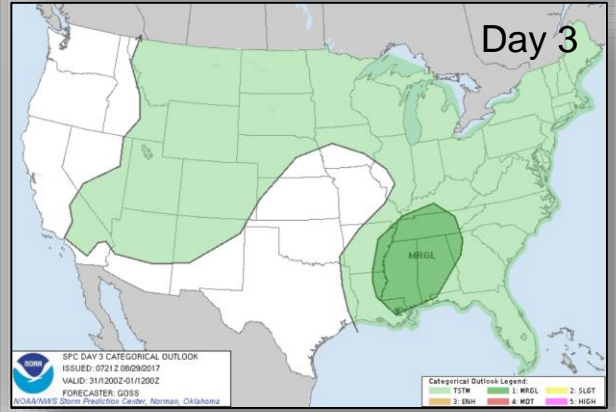 Day 3
MRGL
NOAA
SPC DAY 3 CATEGORICAL OUTLOOK
ISSUED: 0721Z 08/29/2017
VALID: 31/1200Z-01/1200Z
FORECASTER: GOSS
NOAA/NWS Storm Prediction Center, Norman, Oklahoma
Categorical Outlook Legend:
TSTM 1: MRGL 2: SLGT
3: ENH 4: MDT 5: HIGH